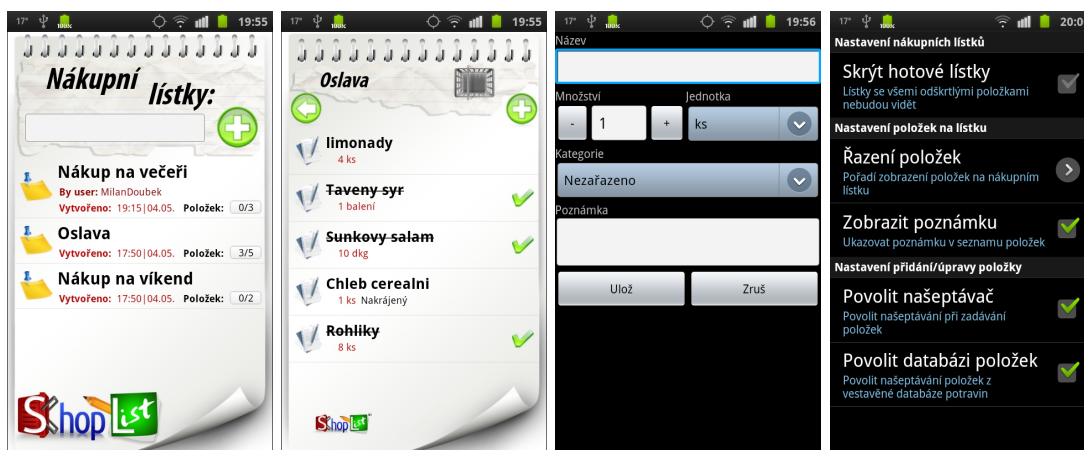 17° 100% 19:55
Nákupní
lístky:
Nákup na večeři
By user: MilanDoubek
Vytvořeno: 19:15|04.05. Položek: 0/3
Oslava
Vytvořeno: 17:50|04.05. Položek: 3/5
Nákup na víkend
Vytvořeno: 17:50|04.05. Položek: 0/2
ShopList
17° 100% 19:55
Oslava
limonady
4 ks
Taveny syr
1 balení
Sunkovy salam
10 dkg
Chleb cerealni
1 ks Nakrájený
Rohliky
8 ks
ShopList
17° 100% 19:56
Název
Množství Jednotka
- 1 + ks
Kategorie
Nezařazeno
Poznámka
Ulož Zruš
17° 100% 20:0
Nastavení nákupních lístků
Skrýt hotové lístky
Lístky se všemi odškrtlými položkami
nebudou vidět
Nastavení položek na lístku
Řazení položek
Pořadí zobrazení položek na nákupním
lístku
Zobrazit poznámku
Ukazovat poznámku v seznamu položek
Nastavení přidání/úpravy položky
Povolit našeptávač
Povolit našeptávání při zadávání
položek
Povolit databázi položek
Povolit našeptávání položek z
vestavěné databáze potravin